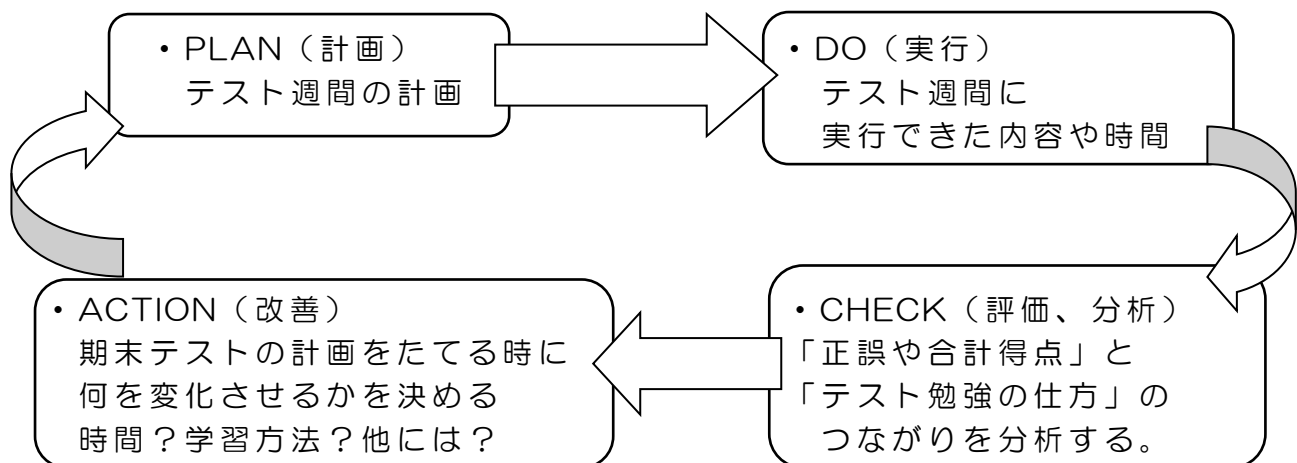 ・PLAN（計画）
テスト週間の計画
・DO（実行）
テスト週間に
実行できた内容や時間
・CHECK（評価、分析）
「正誤や合計得点」と
「テスト勉強の仕方」の
つながりを分析する。
・ACTION（改善）
期末テストの計画をたてる時に
何を変化させるかを決める
時間？学習方法？他には？